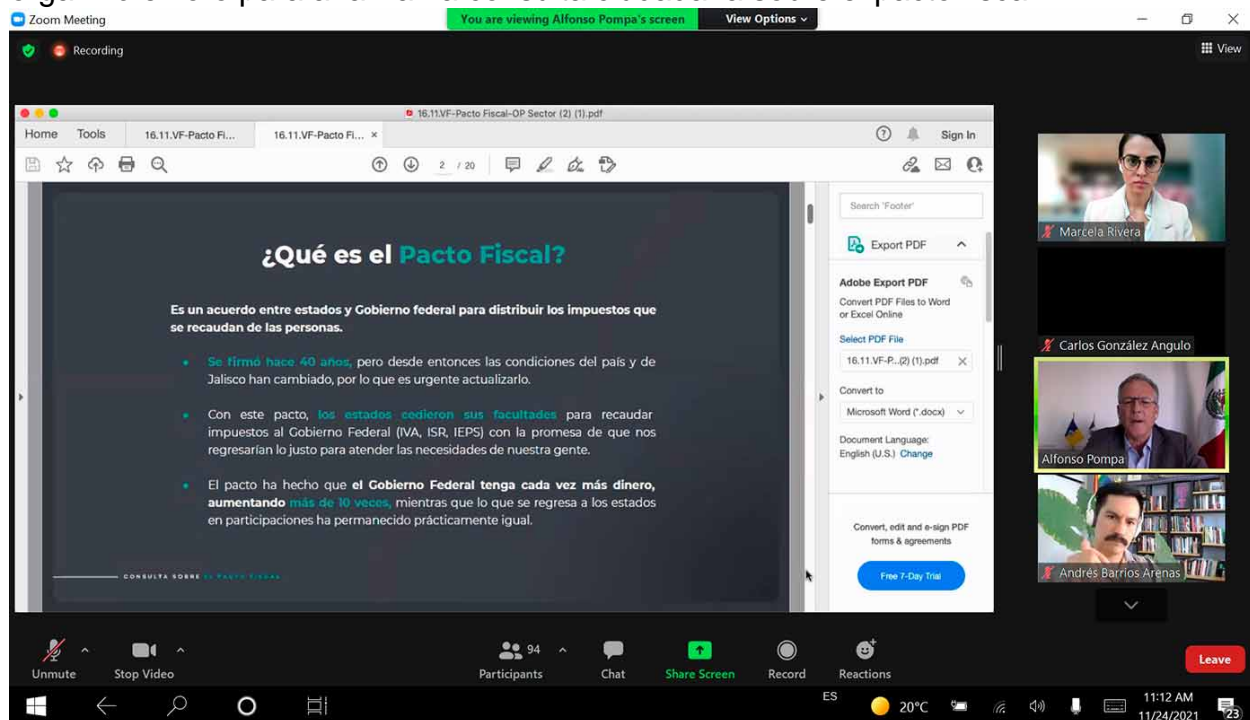 Zoom Meeting
You are viewing Alfonso Pompa's screen View Options
Recording
View
16.11.VF-Pacto Fiscal-OP Sector (2) (1).pdf
Home Tools 16.11.VF-Pacto Fi... 16.11.VF-Pacto Fi... × Sign In
2 / 20
¿Qué es el Pacto Fiscal?
Es un acuerdo entre estados y Gobierno federal para distribuir los impuestos que
se recaudan de las personas.
• Se firmó hace 40 años, pero desde entonces las condiciones del país y de
Jalisco han cambiado, por lo que es urgente actualizarlo.
• Con este pacto, los estados cedieron sus facultades para recaudar
impuestos al Gobierno Federal (IVA, ISR, IEPS) con la promesa de que nos
regresarían lo justo para atender las necesidades de nuestra gente.
• El pacto ha hecho que el Gobierno Federal tenga cada vez más dinero,
aumentando más de 10 veces, mientras que lo que se regresa a los estados
en participaciones ha permanecido prácticamente igual.
CONSULTA SOBRE EL PACTO FISCAL
Search 'Footer'
Export PDF
Adobe Export PDF
Convert PDF Files to Word
or Excel Online
Select PDF File
16.11.VF-P...(2) (1).pdf
Convert to
Microsoft Word (*.docx)
Document Language:
English (U.S.) Change
Convert, edit and e-sign PDF
forms & agreements
Free 7-Day Trial
Marcela Rivera
Carlos González Angulo
Alfonso Pompa
Andrés Barrios Arenas
Unmute Stop Video Participants 94 Chat Share Screen Record Reactions Leave
ES 20°C 11:12 AM
11/24/2021 23